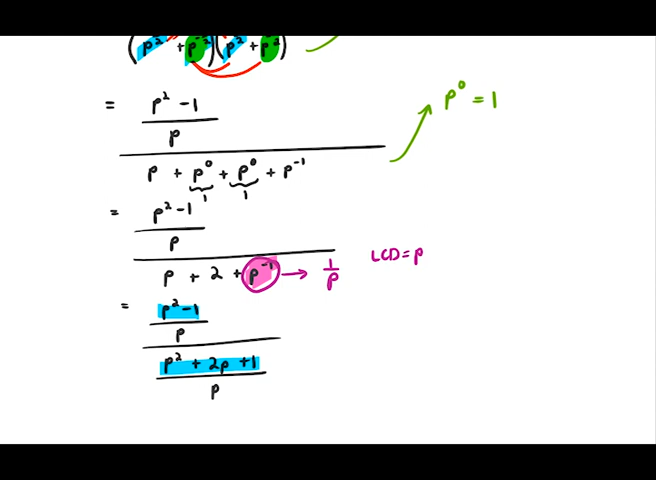 = p² - 1
p
p + p⁰ + p⁰ + p⁻¹
1 1
p⁰ = 1
= p² - 1
p
p + 2 + p⁻¹ → 1/p
LCD = p
= p² - 1
p
p² + 2p + 1
p